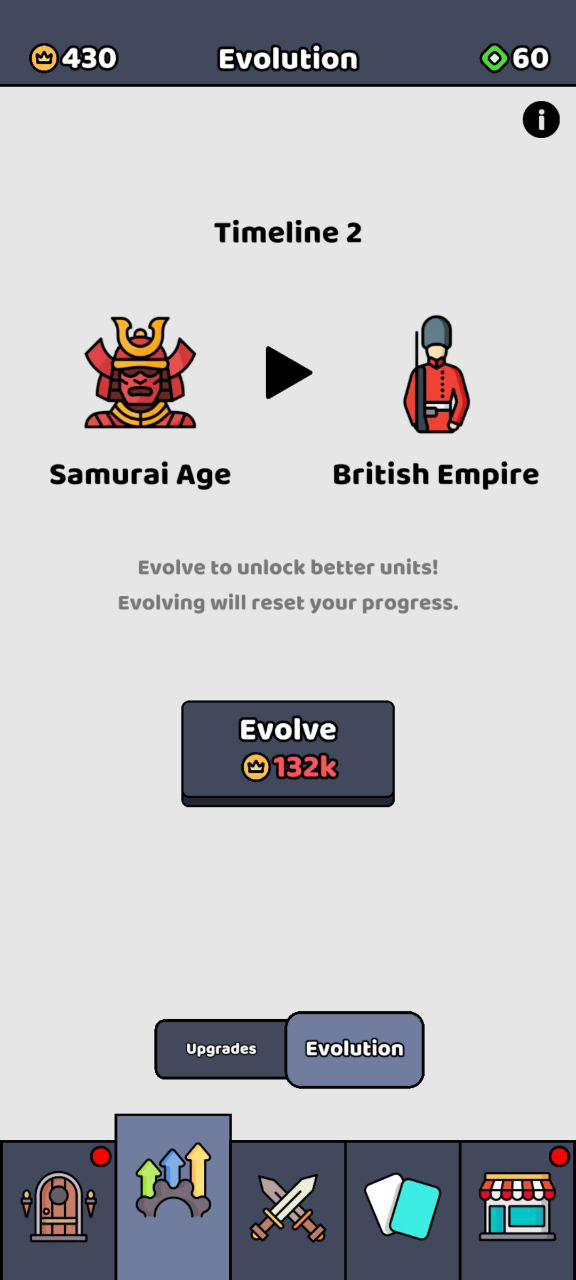 430
Evolution
60
i
Timeline 2
Samurai Age
British Empire
Evolve to unlock better units!
Evolving will reset your progress.
Evolve
132k
Upgrades
Evolution